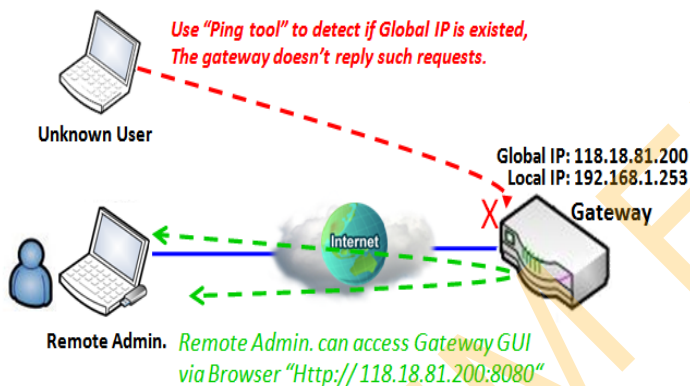 Use “Ping tool” to detect if Global IP is existed,
The gateway doesn’t reply such requests.
Unknown User
Global IP: 118.18.81.200
Local IP: 192.168.1.253
X
Gateway
Internet
Remote Admin.
Remote Admin. can access Gateway GUI
via Browser “Http:// 118.18.81.200:8080“